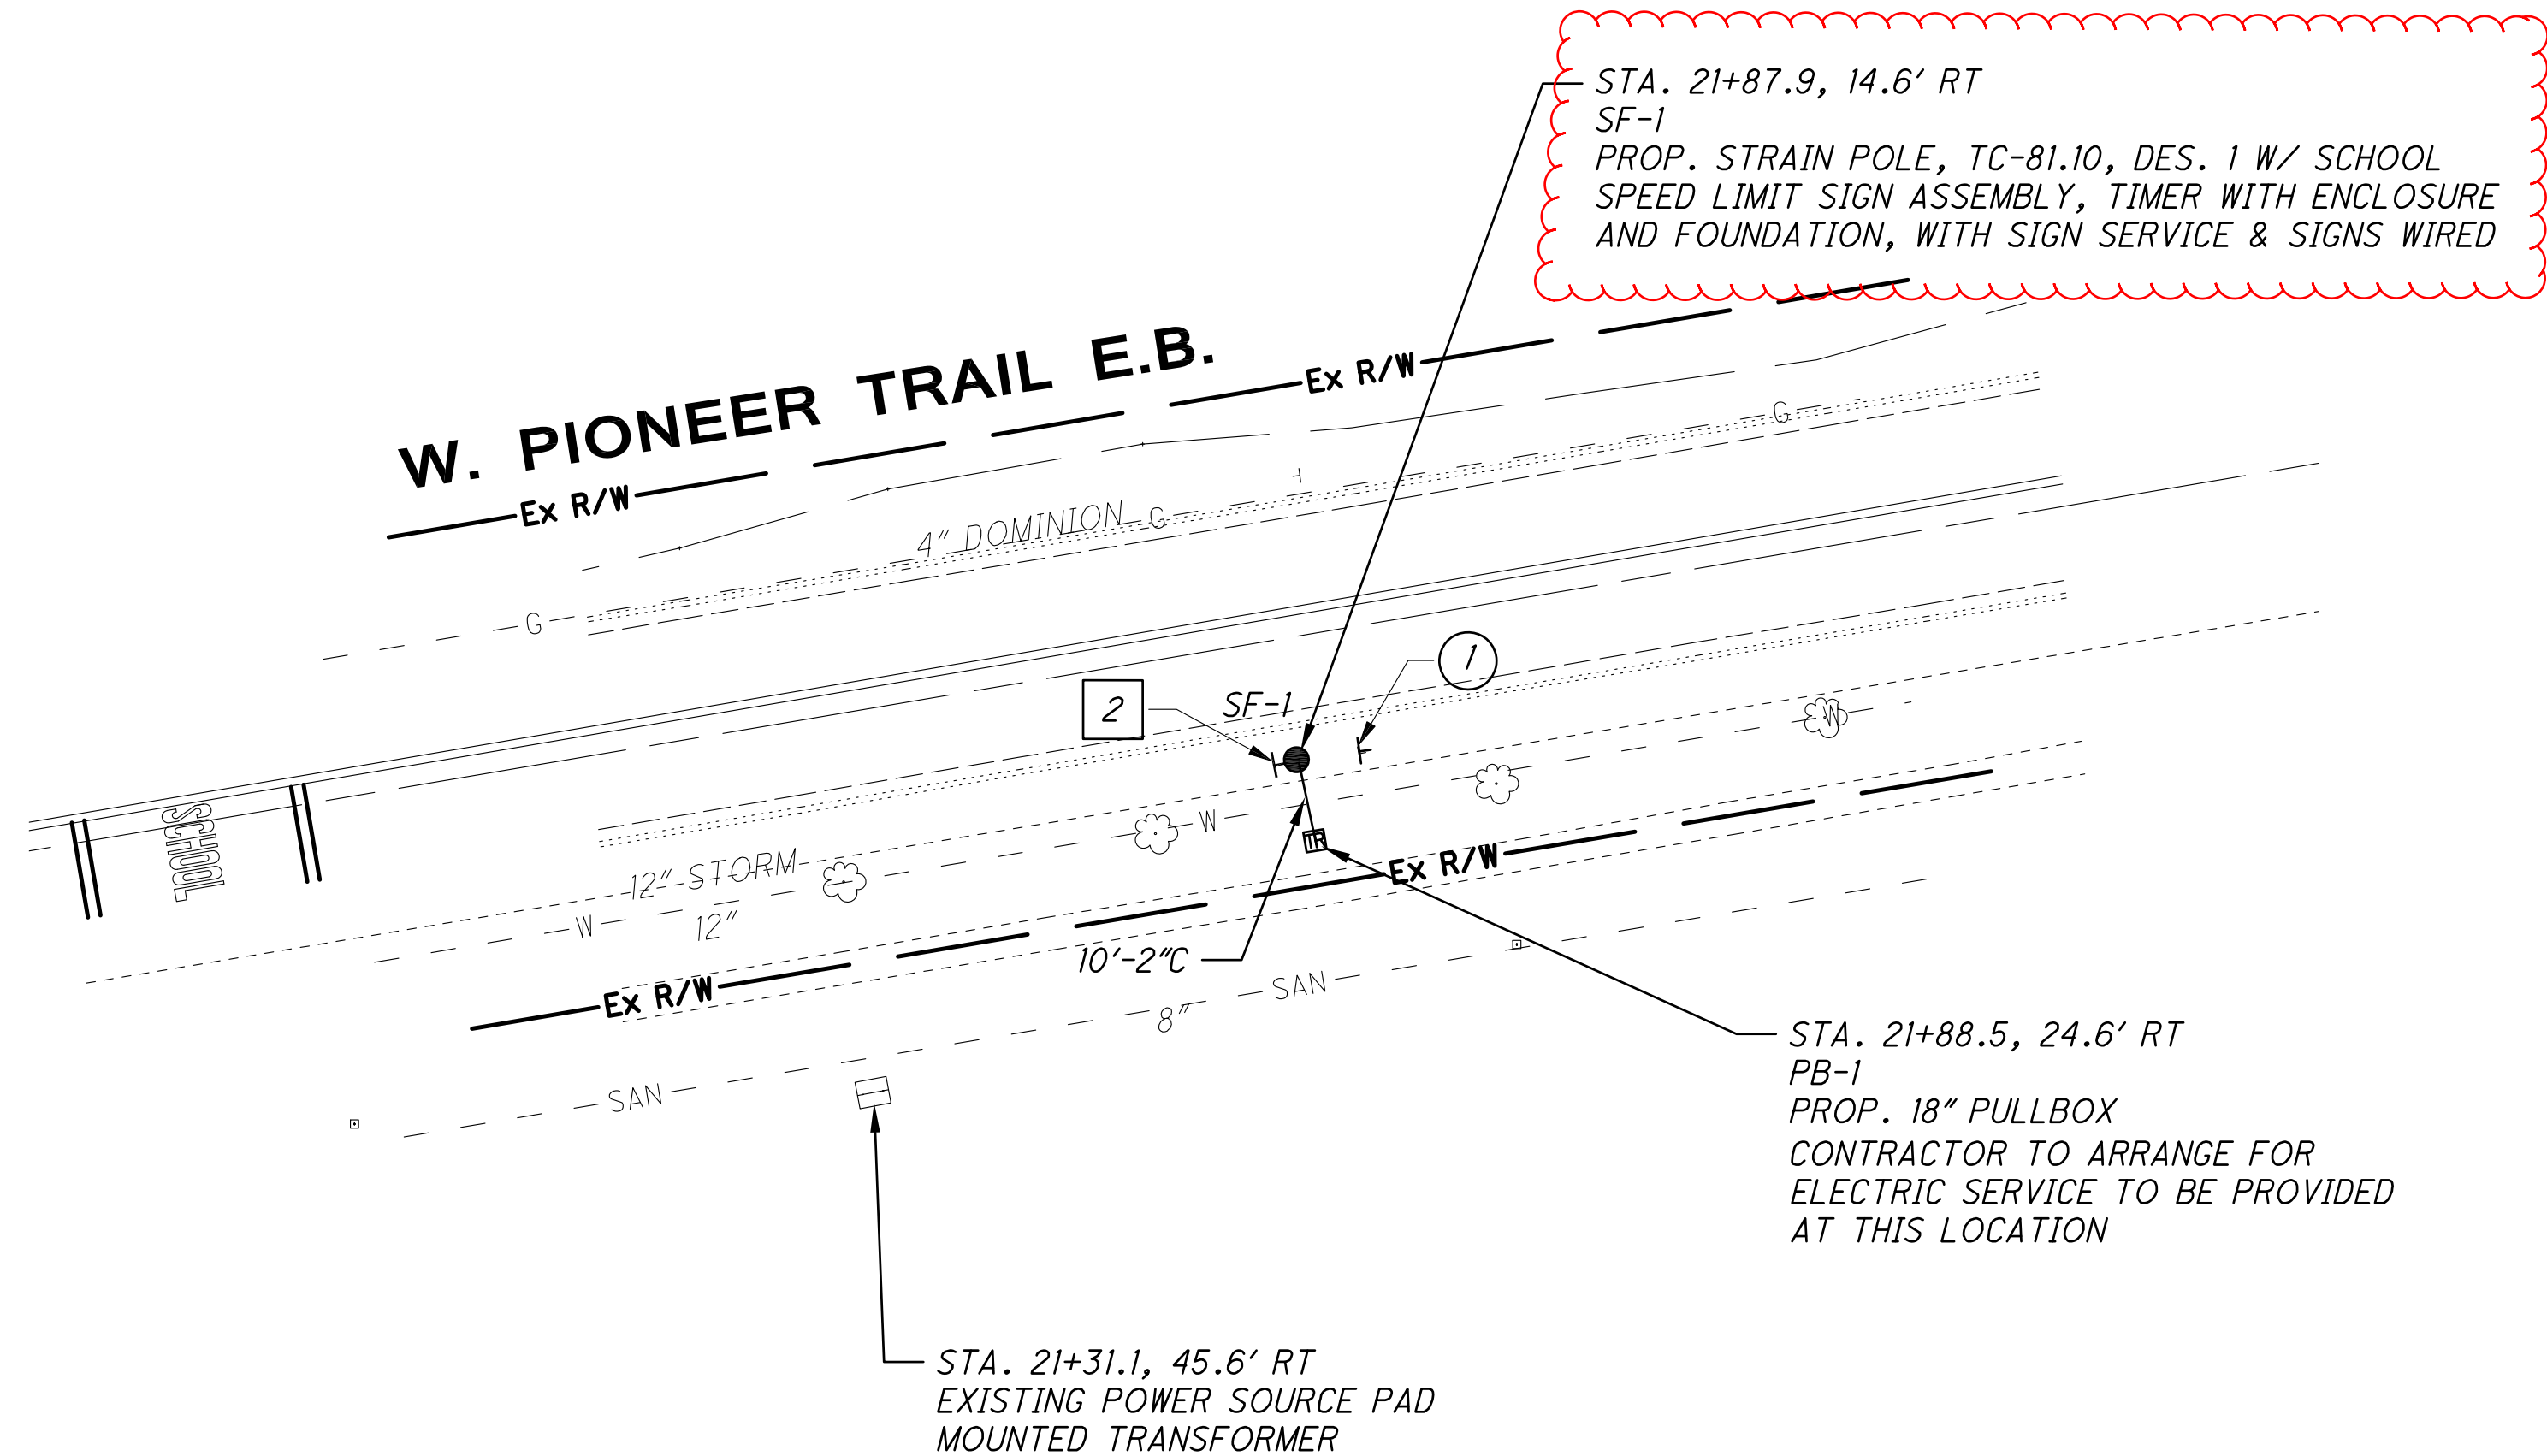 STA. 21+87.9, 14.6' RT
SF-1
PROP. STRAIN POLE, TC-81.10, DES. 1 W/ SCHOOL
SPEED LIMIT SIGN ASSEMBLY, TIMER WITH ENCLOSURE
AND FOUNDATION, WITH SIGN SERVICE & SIGNS WIRED
W. PIONEER TRAIL E.B.
Ex R/W
Ex R/W
G
4" DOMINION
G
G
1
2
SF-1
SCHOOL
W
W
12" STORM
TR
Ex R/W
W
12"
10'-2"C
Ex R/W
SAN
8"
SAN
STA. 21+88.5, 24.6' RT
PB-1
PROP. 18" PULLBOX
CONTRACTOR TO ARRANGE FOR
ELECTRIC SERVICE TO BE PROVIDED
AT THIS LOCATION
STA. 21+31.1, 45.6' RT
EXISTING POWER SOURCE PAD
MOUNTED TRANSFORMER